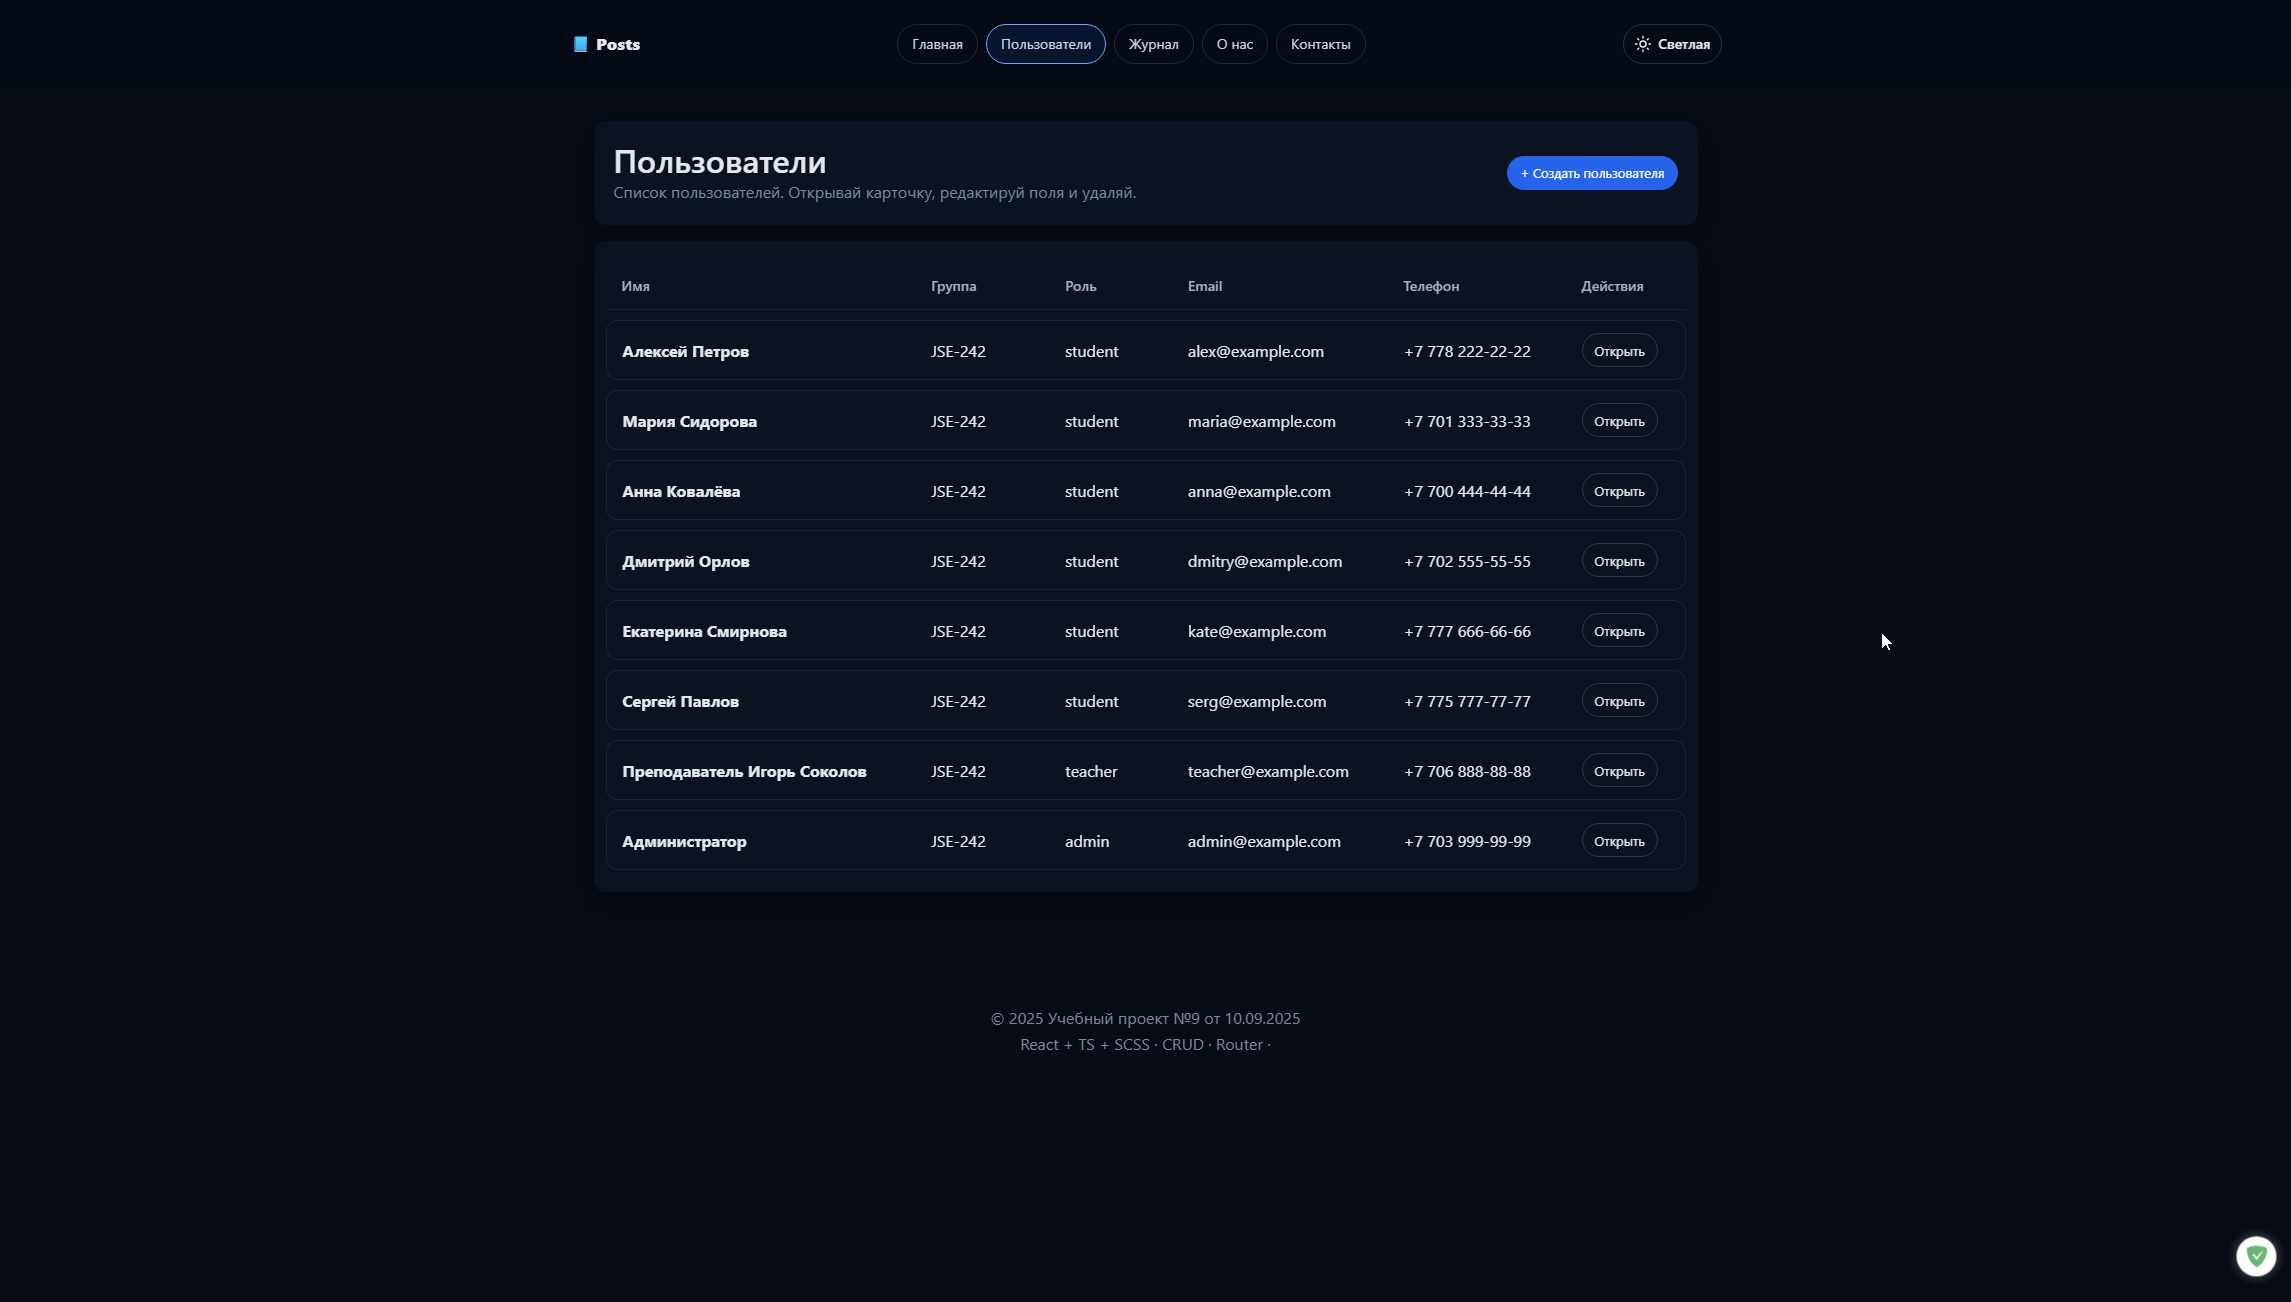 Posts Главная Пользователи Журнал О нас Контакты Светлая
Пользователи
Список пользователей. Открывай карточку, редактируй поля и удаляй.
+ Создать пользователя
Имя Группа Роль Email Телефон Действия
Алексей Петров JSE-242 student alex@example.com +7 778 222-22-22 Открыть
Мария Сидорова JSE-242 student maria@example.com +7 701 333-33-33 Открыть
Анна Ковалёва JSE-242 student anna@example.com +7 700 444-44-44 Открыть
Дмитрий Орлов JSE-242 student dmitry@example.com +7 702 555-55-55 Открыть
Екатерина Смирнова JSE-242 student kate@example.com +7 777 666-66-66 Открыть
Сергей Павлов JSE-242 student serg@example.com +7 775 777-77-77 Открыть
Преподаватель Игорь Соколов JSE-242 teacher teacher@example.com +7 706 888-88-88 Открыть
Администратор JSE-242 admin admin@example.com +7 703 999-99-99 Открыть
© 2025 Учебный проект №9 от 10.09.2025
React + TS + SCSS · CRUD · Router ·